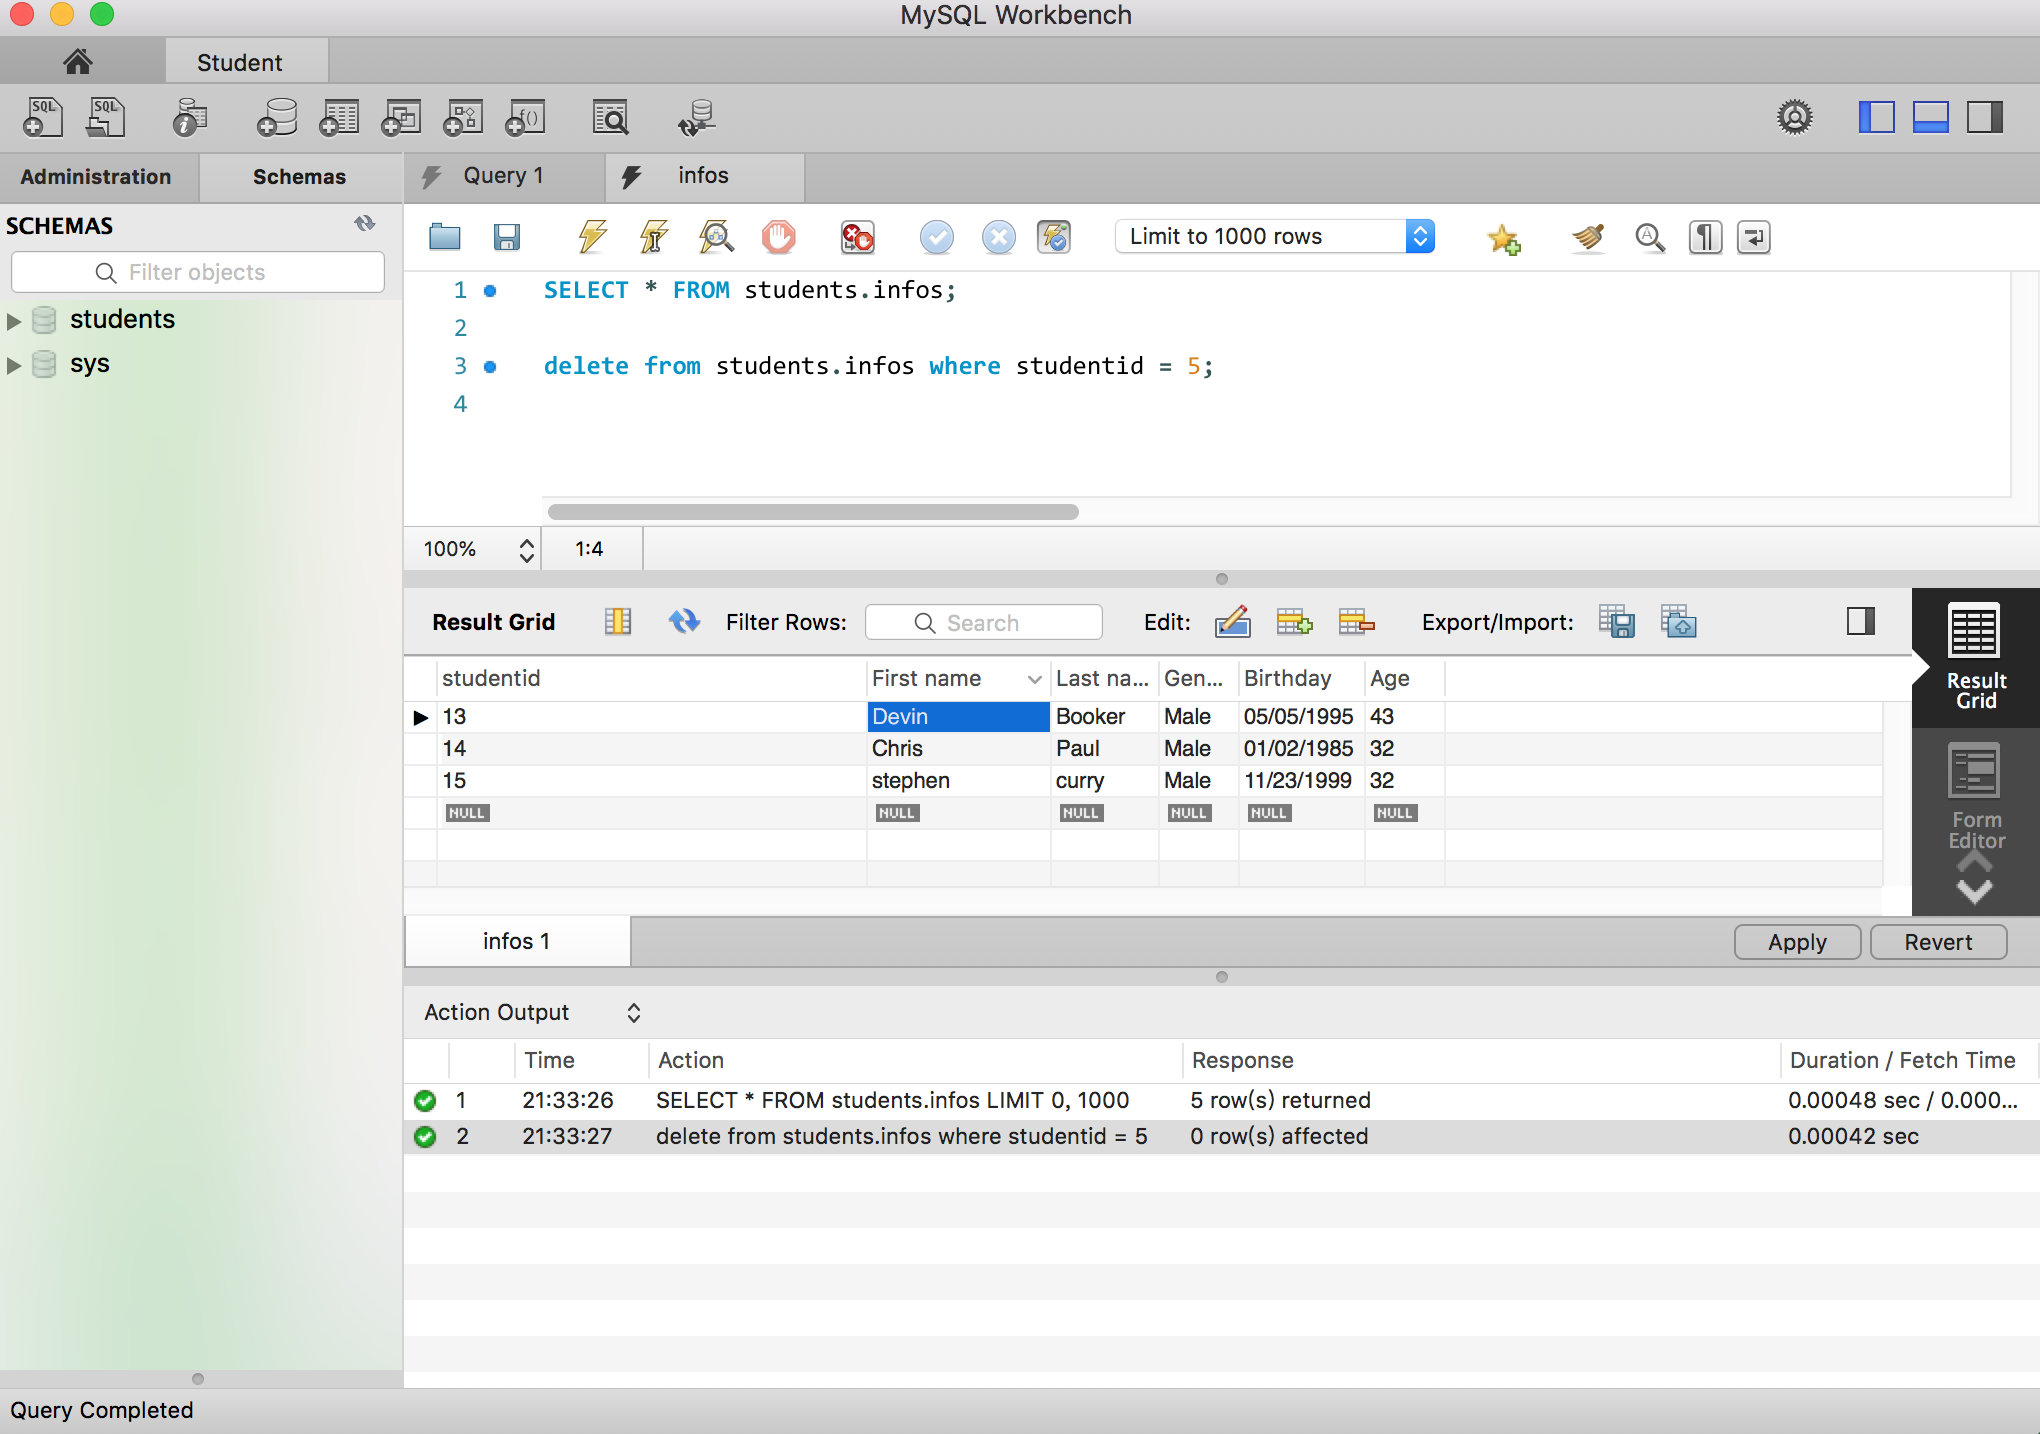 MySQL Workbench
Student
SQL SQL i f()
Administration Schemas Query 1 infos
SCHEMAS
Filter objects
students
sys
Limit to 1000 rows
1 SELECT * FROM students.infos;
2
3 delete from students.infos where studentid = 5;
4
100% 1:4
Result Grid Filter Rows: Search Edit: Export/Import:
studentid First name Last na... Gen... Birthday Age
13 Devin Booker Male 05/05/1995 43
14 Chris Paul Male 01/02/1985 32
15 stephen curry Male 11/23/1999 32
NULL NULL NULL NULL NULL NULL
Result
Grid
Form
Editor
infos 1 Apply Revert
Action Output
Time Action Response Duration / Fetch Time
1 21:33:26 SELECT * FROM students.infos LIMIT 0, 1000 5 row(s) returned 0.00048 sec / 0.000...
2 21:33:27 delete from students.infos where studentid = 5 0 row(s) affected 0.00042 sec
Query Completed